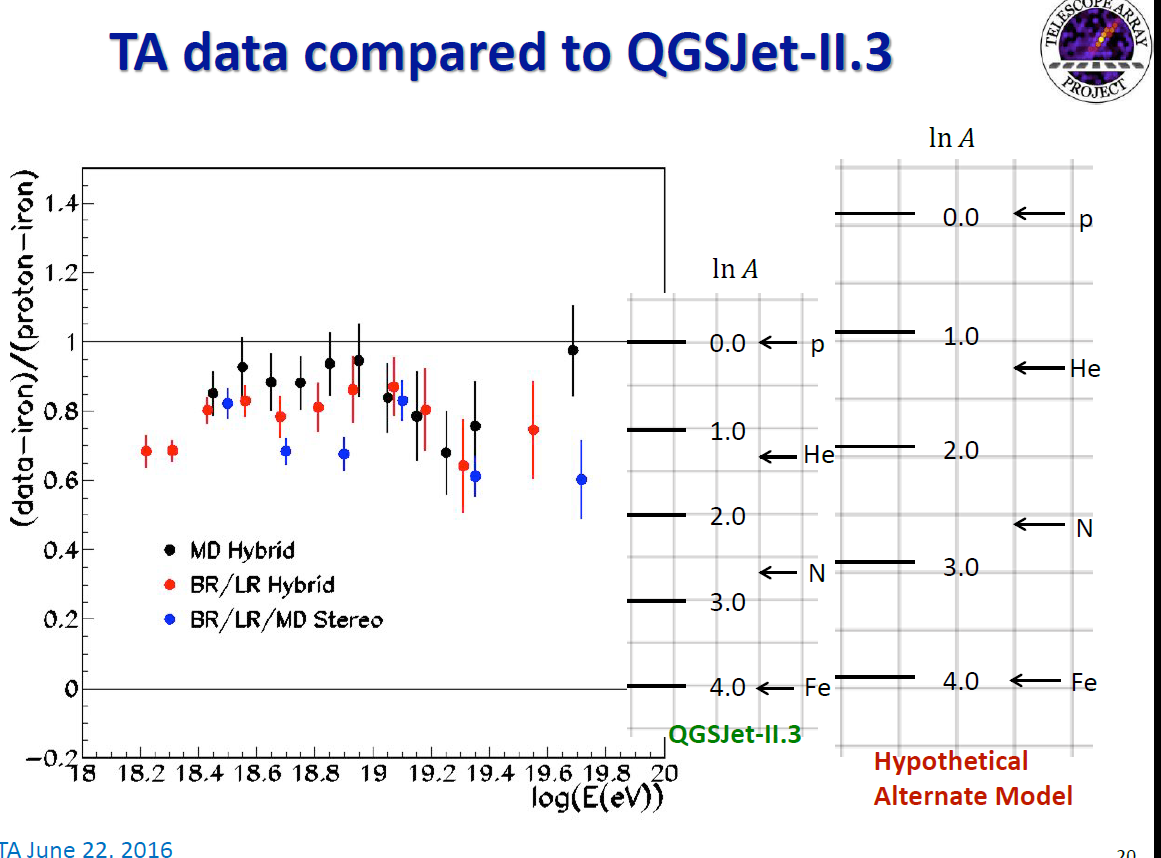 TA data compared to QGSJet-II.3
TELESCOPE ARRAY
PROJECT
ln A
ln A
(data−iron)/(proton−iron)
1.4
1.2
1
0.8
0.6
0.4
0.2
0
−0.2
18
18.2
18.4
18.6
18.8
19
19.2
19.4
19.6
19.8
20
log(E(eV))
MD Hybrid
BR/LR Hybrid
BR/LR/MD Stereo
0.0 p
1.0
He
2.0
N
3.0
4.0 Fe
QGSJet-II.3
0.0 p
1.0
He
2.0
N
3.0
4.0 Fe
Hypothetical
Alternate Model
TA June 22. 2016
20